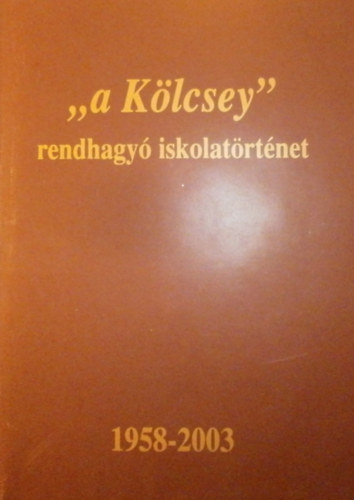 „a Kölcsey”
rendhagyó iskolatörténet
1958-2003